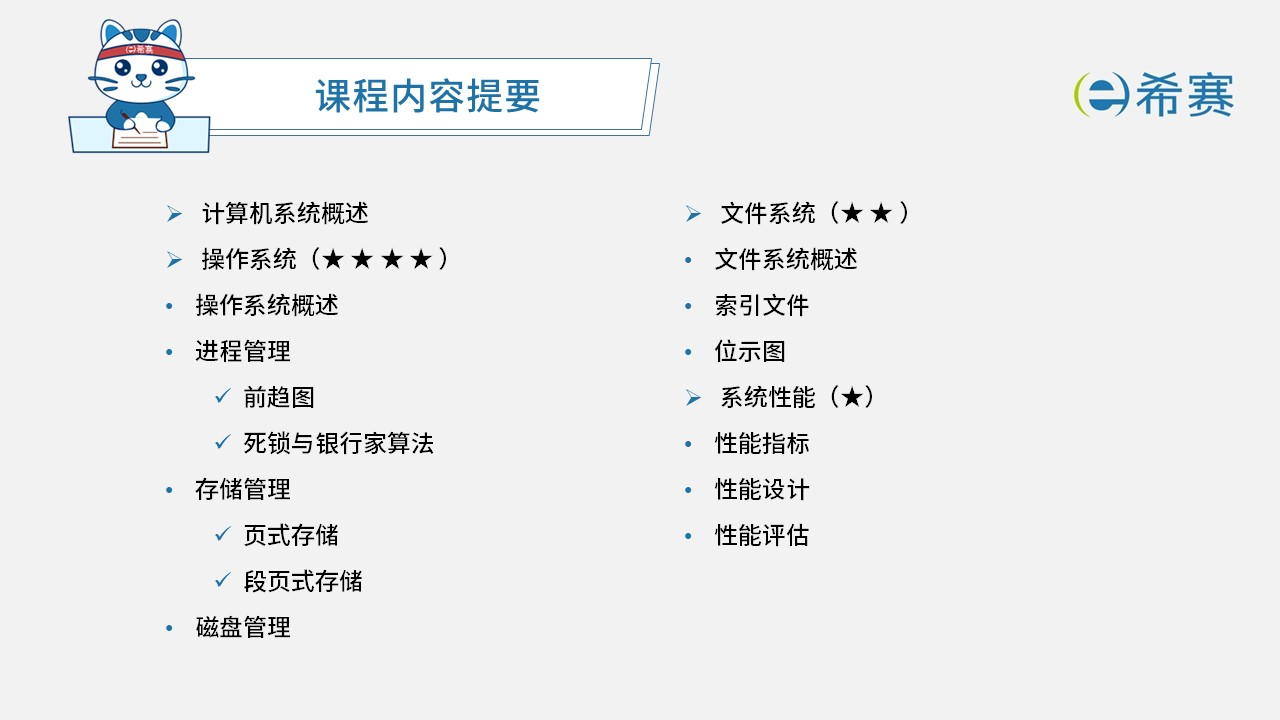 希赛
课程内容提要
希赛
计算机系统概述
操作系统（★ ★ ★ ★ ）
操作系统概述
进程管理
前趋图
死锁与银行家算法
存储管理
页式存储
段页式存储
磁盘管理
文件系统（★ ★ ）
文件系统概述
索引文件
位示图
系统性能（★）
性能指标
性能设计
性能评估